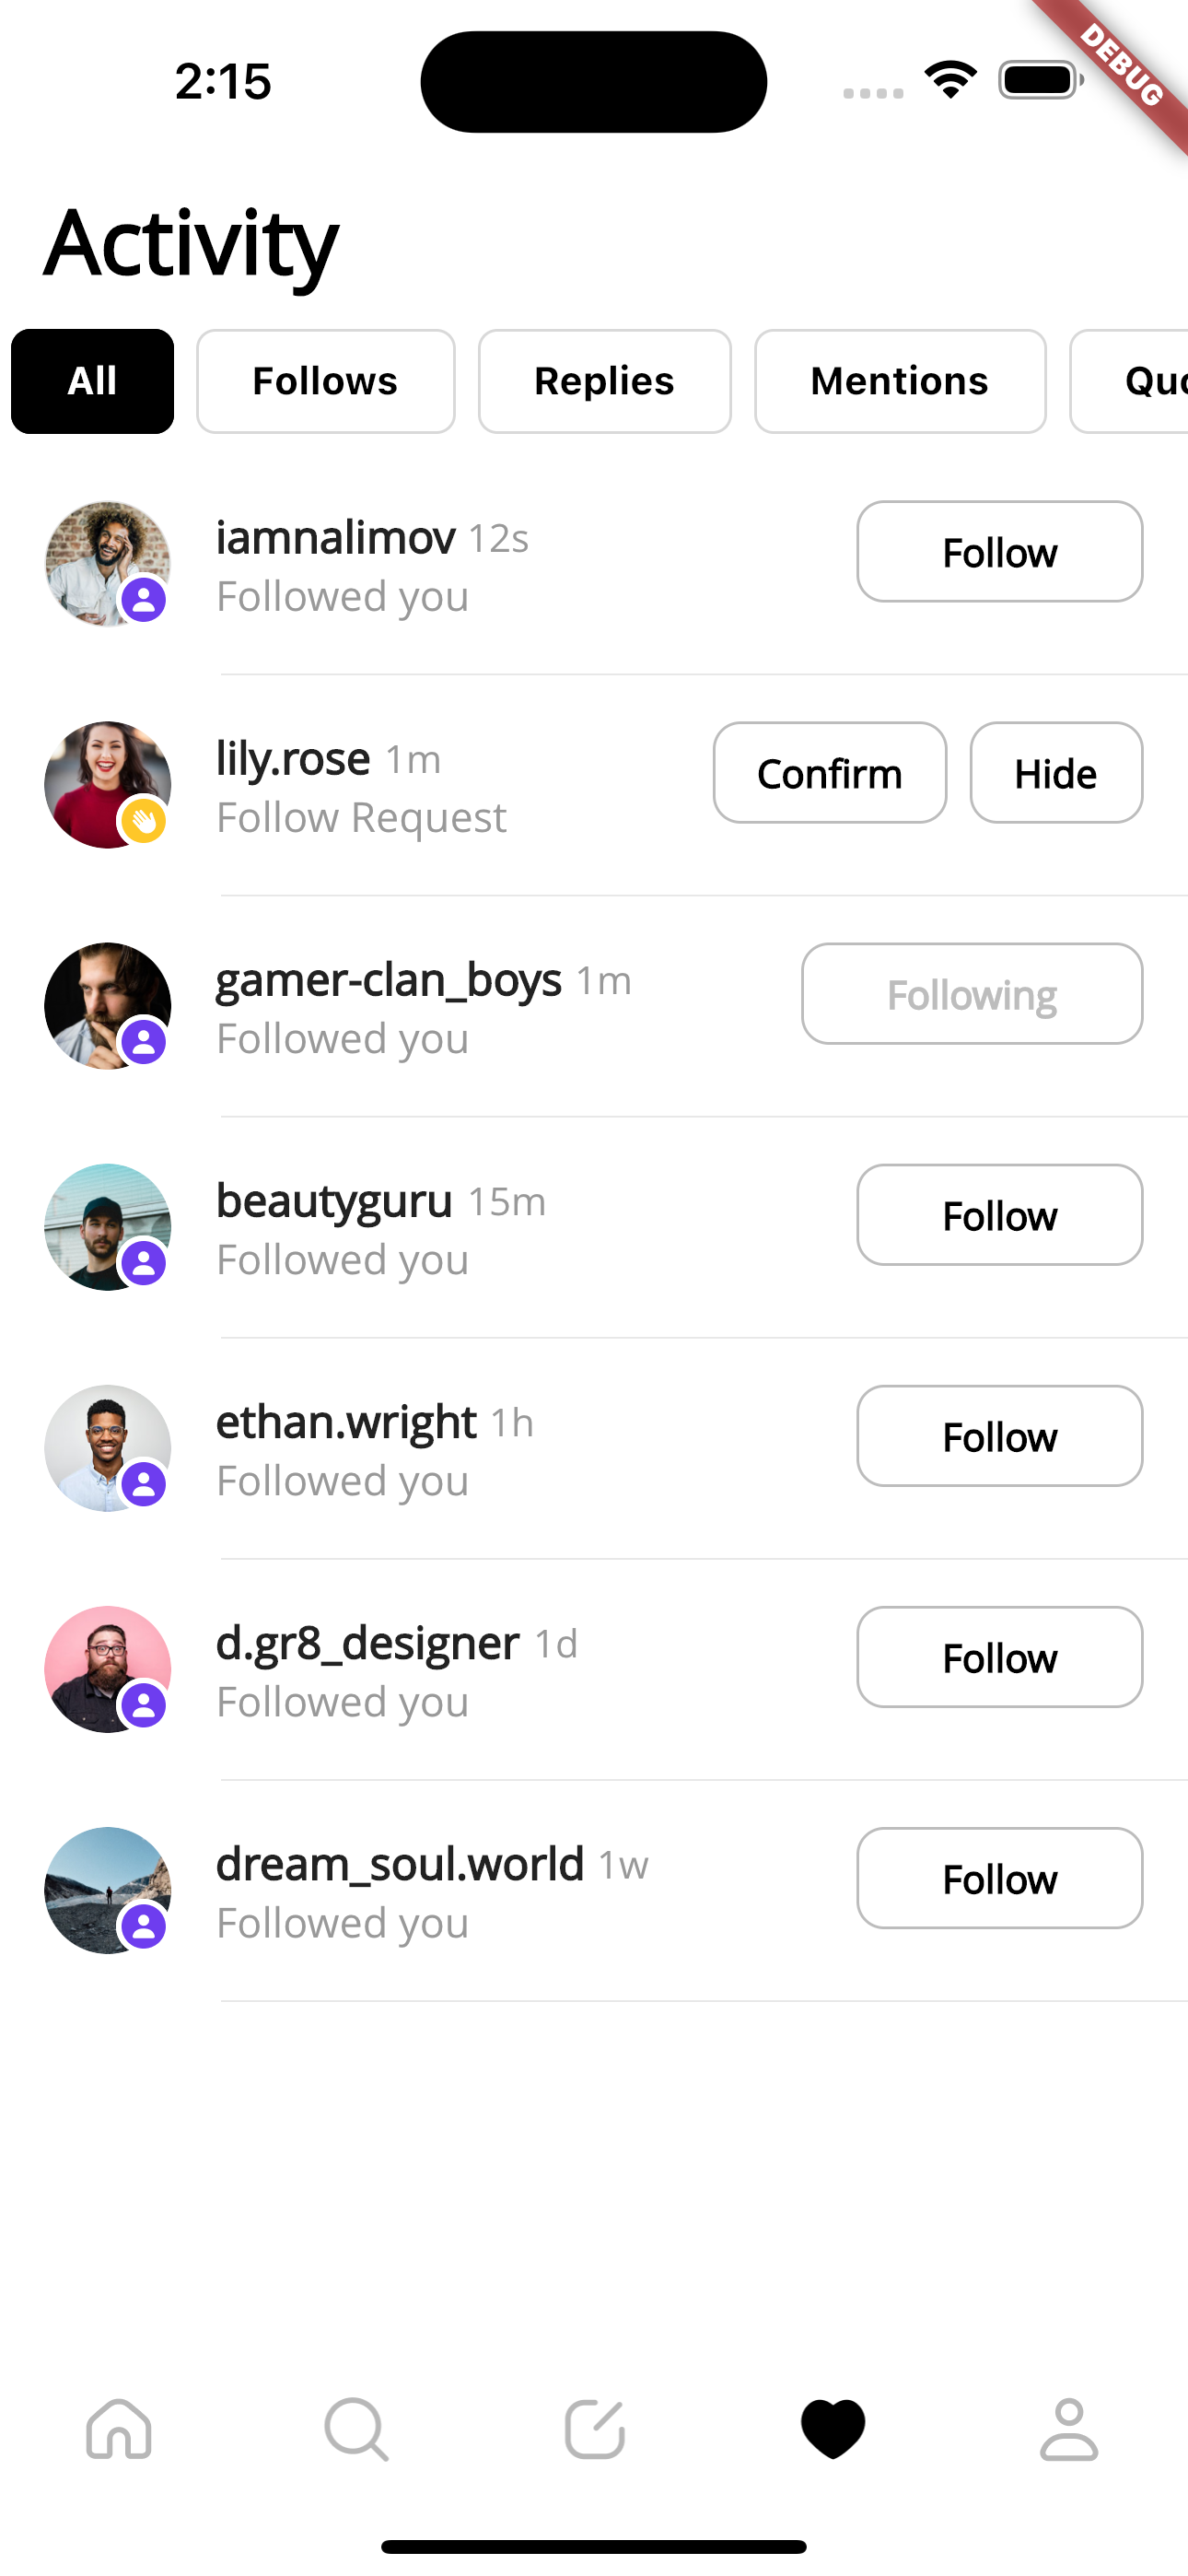 2:15
DEBUG
Activity
All Follows Replies Mentions Quo
iamnalimov 12s
Followed you
Follow
lily.rose 1m
Follow Request
Confirm Hide
gamer-clan_boys 1m
Followed you
Following
beautyguru 15m
Followed you
Follow
ethan.wright 1h
Followed you
Follow
d.gr8_designer 1d
Followed you
Follow
dream_soul.world 1w
Followed you
Follow